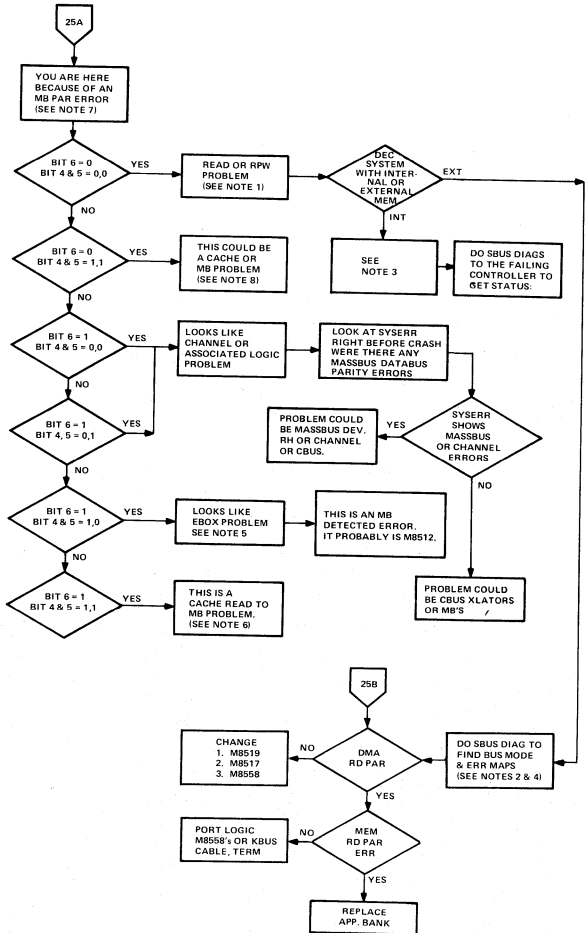 25A
YOU ARE HERE
BECAUSE OF AN
MB PAR ERROR
(SEE NOTE 7)
BIT 6 = 0
BIT 4 & 5 = 0,0
YES
NO
READ OR RPW
PROBLEM
(SEE NOTE 1)
DEC
SYSTEM
WITH INTER-
NAL OR
EXTERNAL
MEM
EXT
INT
BIT 6 = 0
BIT 4 & 5 = 1,1
YES
NO
THIS COULD BE
A CACHE OR
MB PROBLEM
(SEE NOTE 8)
SEE
NOTE 3
DO SBUS DIAGS
TO THE FAILING
CONTROLLER TO
GET STATUS:
BIT 6 = 1
BIT 4 & 5 = 0,0
YES
NO
LOOKS LIKE
CHANNEL OR
ASSOCIATED LOGIC
PROBLEM
LOOK AT SYSERR
RIGHT BEFORE CRASH
WERE THERE ANY
MASSBUS DATABUS
PARITY ERRORS
BIT 6 = 1
BIT 4, 5 = 0,1
YES
NO
PROBLEM COULD
BE MASSBUS DEV.
RH OR CHANNEL
OR CBUS.
YES
SYSERR
SHOWS
MASSBUS
OR CHANNEL
ERRORS
NO
BIT 6 = 1
BIT 4 & 5 = 1,0
YES
NO
LOOKS LIKE
EBOX PROBLEM
SEE NOTE 5
THIS IS AN MB
DETECTED ERROR.
IT PROBABLY IS M8512.
BIT 6 = 1
BIT 4 & 5 = 1,1
YES
THIS IS A
CACHE READ TO
MB PROBLEM.
(SEE NOTE 6)
PROBLEM COULD
BE CBUS XLATORS
OR MB'S
25B
CHANGE
1. M8519
2. M8517
3. M8558
NO
DMA
RD PAR
YES
DO SBUS DIAG TO
FIND BUS MODE
& ERR MAPS
(SEE NOTES 2 & 4)
PORT LOGIC
M8558's OR KBUS
CABLE, TERM
NO
MEM
RD PAR
ERR
YES
REPLACE
APP. BANK